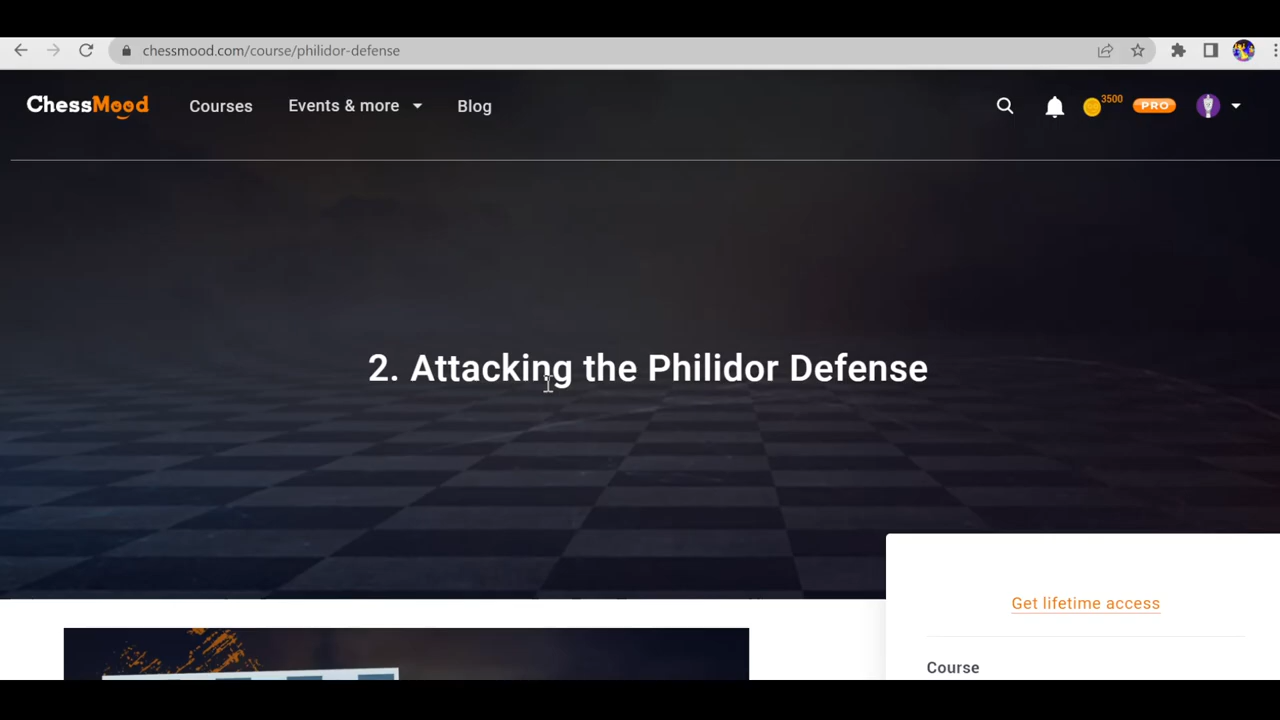 chessmood.com/course/philidor-defense
ChessMood
Courses
Events & more
Blog
3500
PRO
2. Attacking the Philidor Defense
Get lifetime access
Course